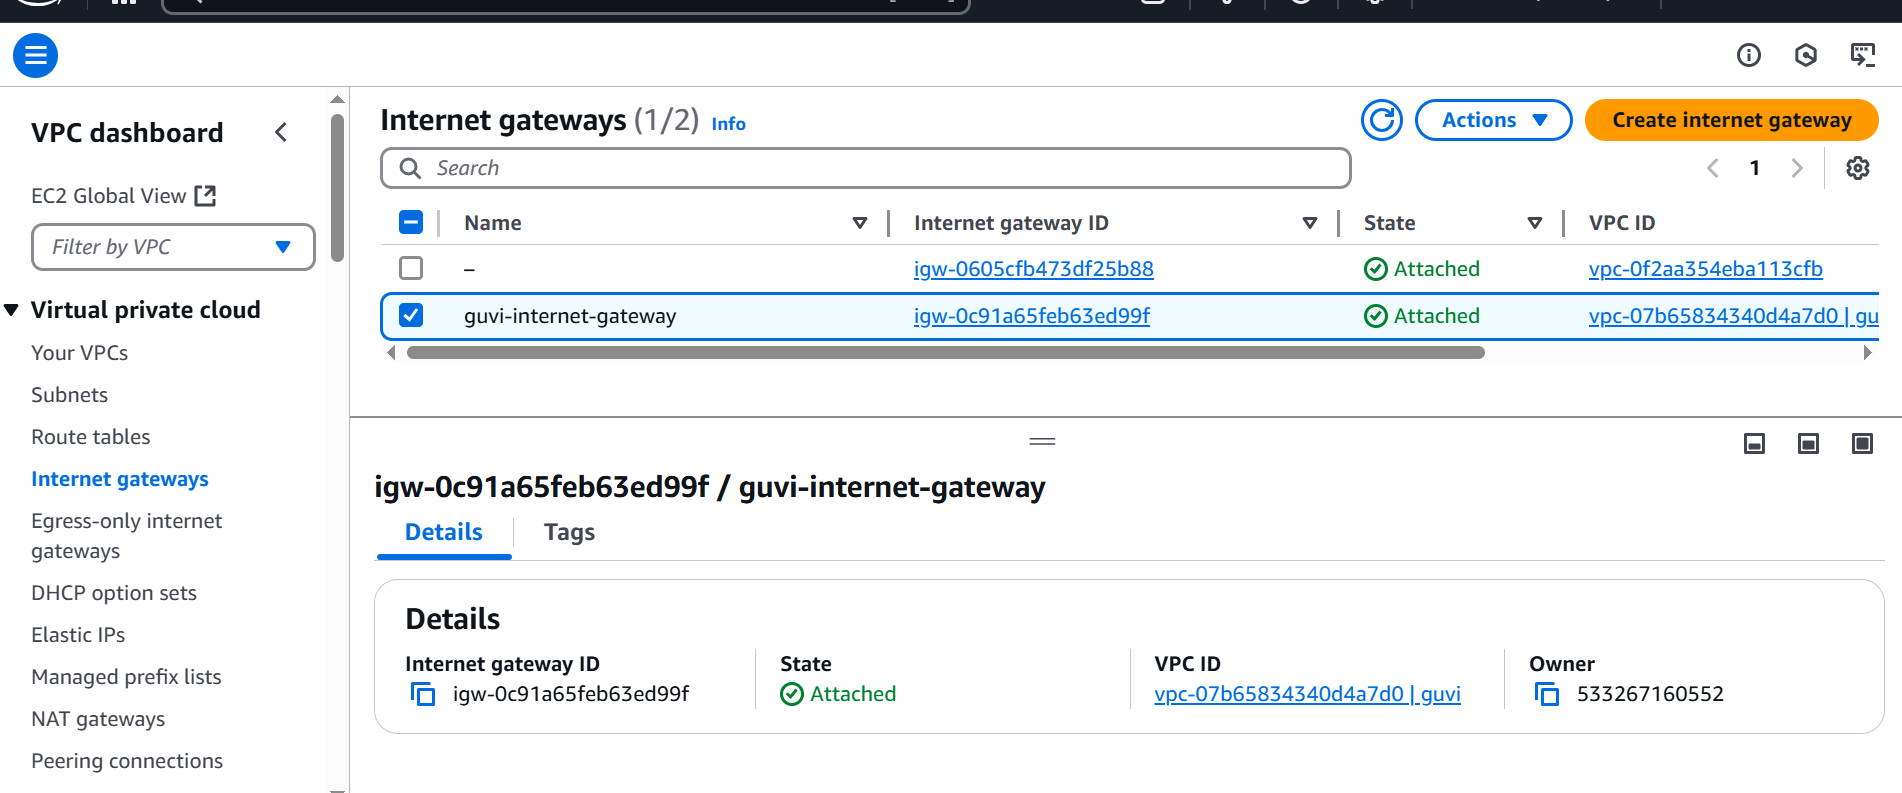 VPC dashboard
EC2 Global View
Filter by VPC
Virtual private cloud
Your VPCs
Subnets
Route tables
Internet gateways
Egress-only internet
gateways
DHCP option sets
Elastic IPs
Managed prefix lists
NAT gateways
Peering connections
Internet gateways (1/2) Info
Actions
Create internet gateway
Search
1
Name Internet gateway ID State VPC ID
– igw-0605cfb473df25b88 Attached vpc-0f2aa354eba113cfb
guvi-internet-gateway igw-0c91a65feb63ed99f Attached vpc-07b65834340d4a7d0 | gu
igw-0c91a65feb63ed99f / guvi-internet-gateway
Details Tags
Details
Internet gateway ID State VPC ID Owner
igw-0c91a65feb63ed99f Attached vpc-07b65834340d4a7d0 | guvi 533267160552